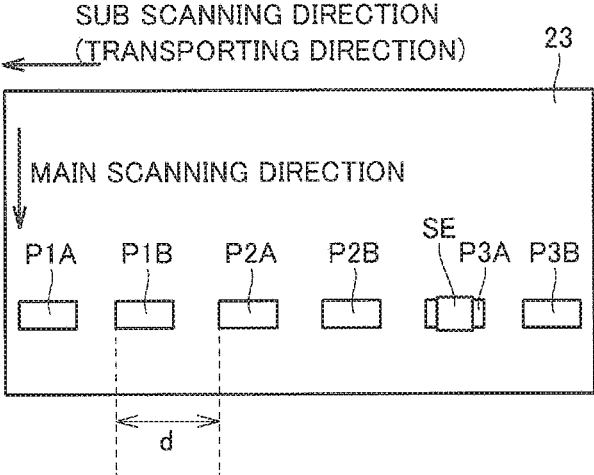 SUB SCANNING DIRECTION
(TRANSPORTING DIRECTION)
23
MAIN SCANNING DIRECTION
SE
P1A P1B P2A P2B P3A P3B
d